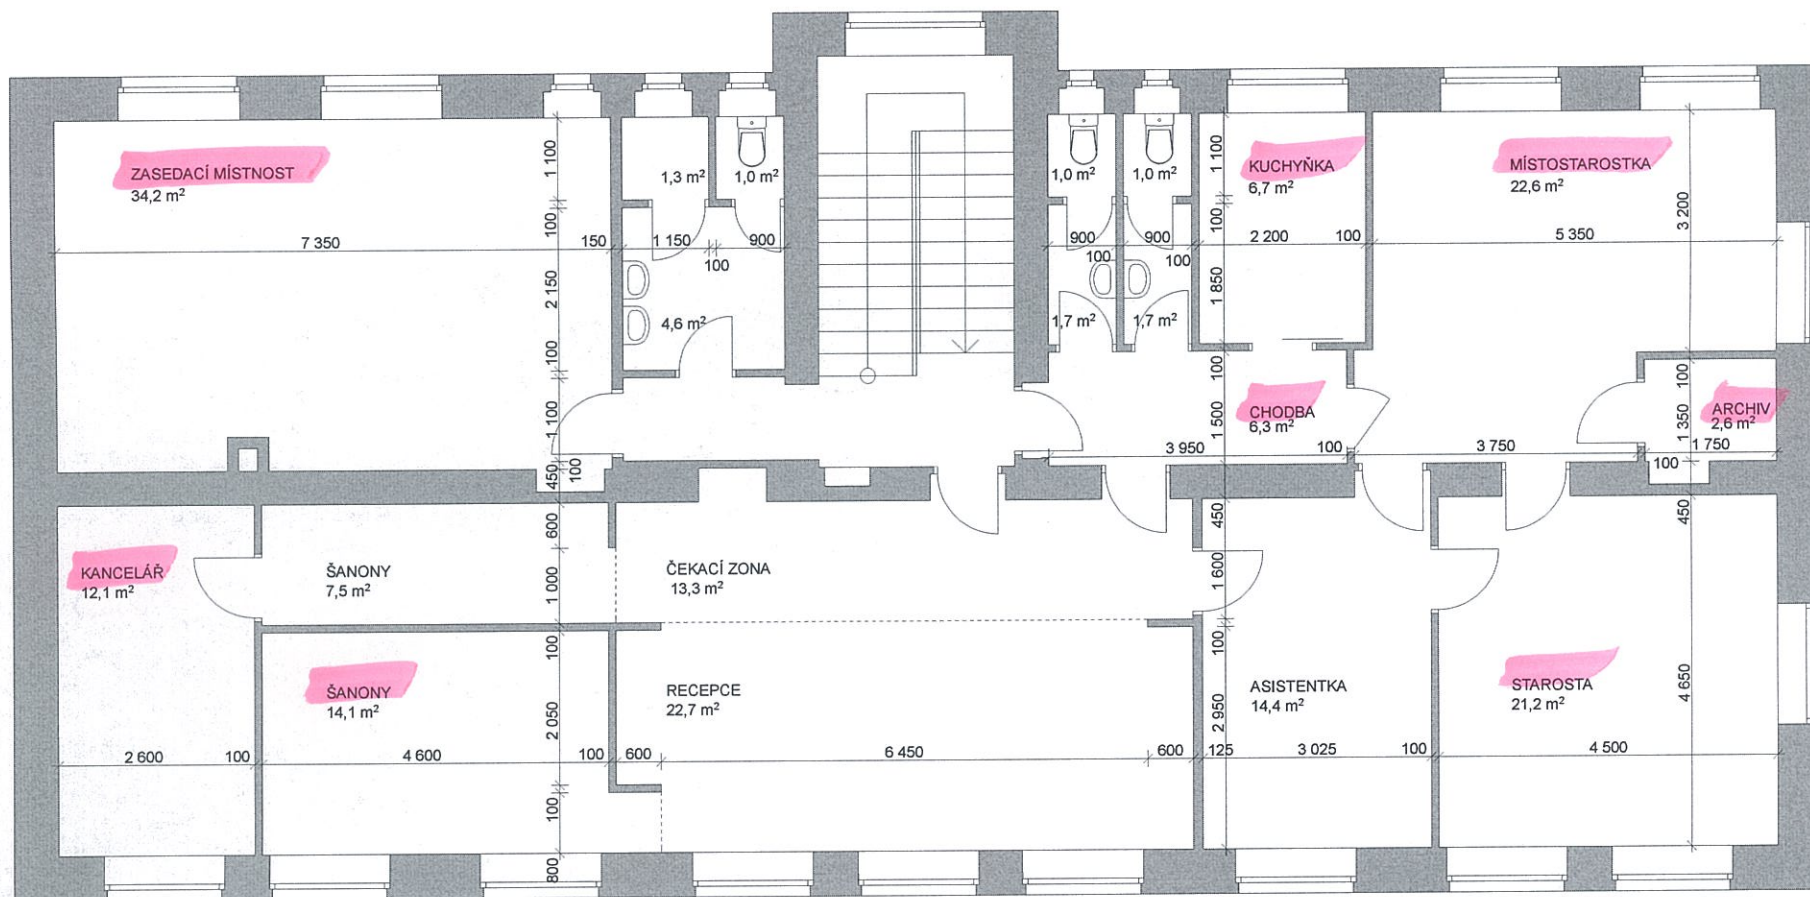 ZASEDACÍ MÍSTNOST
34,2 m²
7 350
150
1 100
100
2 150
100
1 100
450
100
1,3 m²
1,0 m²
1 150
900
100
4,6 m²
1,0 m²
1,0 m²
900
900
100
100
1,7 m²
1,7 m²
KUCHYŇKA
6,7 m²
1 100
100
2 200
100
1 850
MÍSTOSTAROSTKA
22,6 m²
5 350
3 200
100
1 500
CHODBA
6,3 m²
3 950
100
3 750
100
1 350
ARCHIV
2,6 m²
1 750
100
KANCELÁŘ
12,1 m²
ŠANONY
7,5 m²
600
1 000
ČEKACÍ ZONA
13,3 m²
450
1 600
450
ŠANONY
14,1 m²
100
2 050
RECEPCE
22,7 m²
100
2 950
ASISTENTKA
14,4 m²
STAROSTA
21,2 m²
4 650
2 600
100
4 600
100
600
6 450
600
125
3 025
100
4 500
100
800